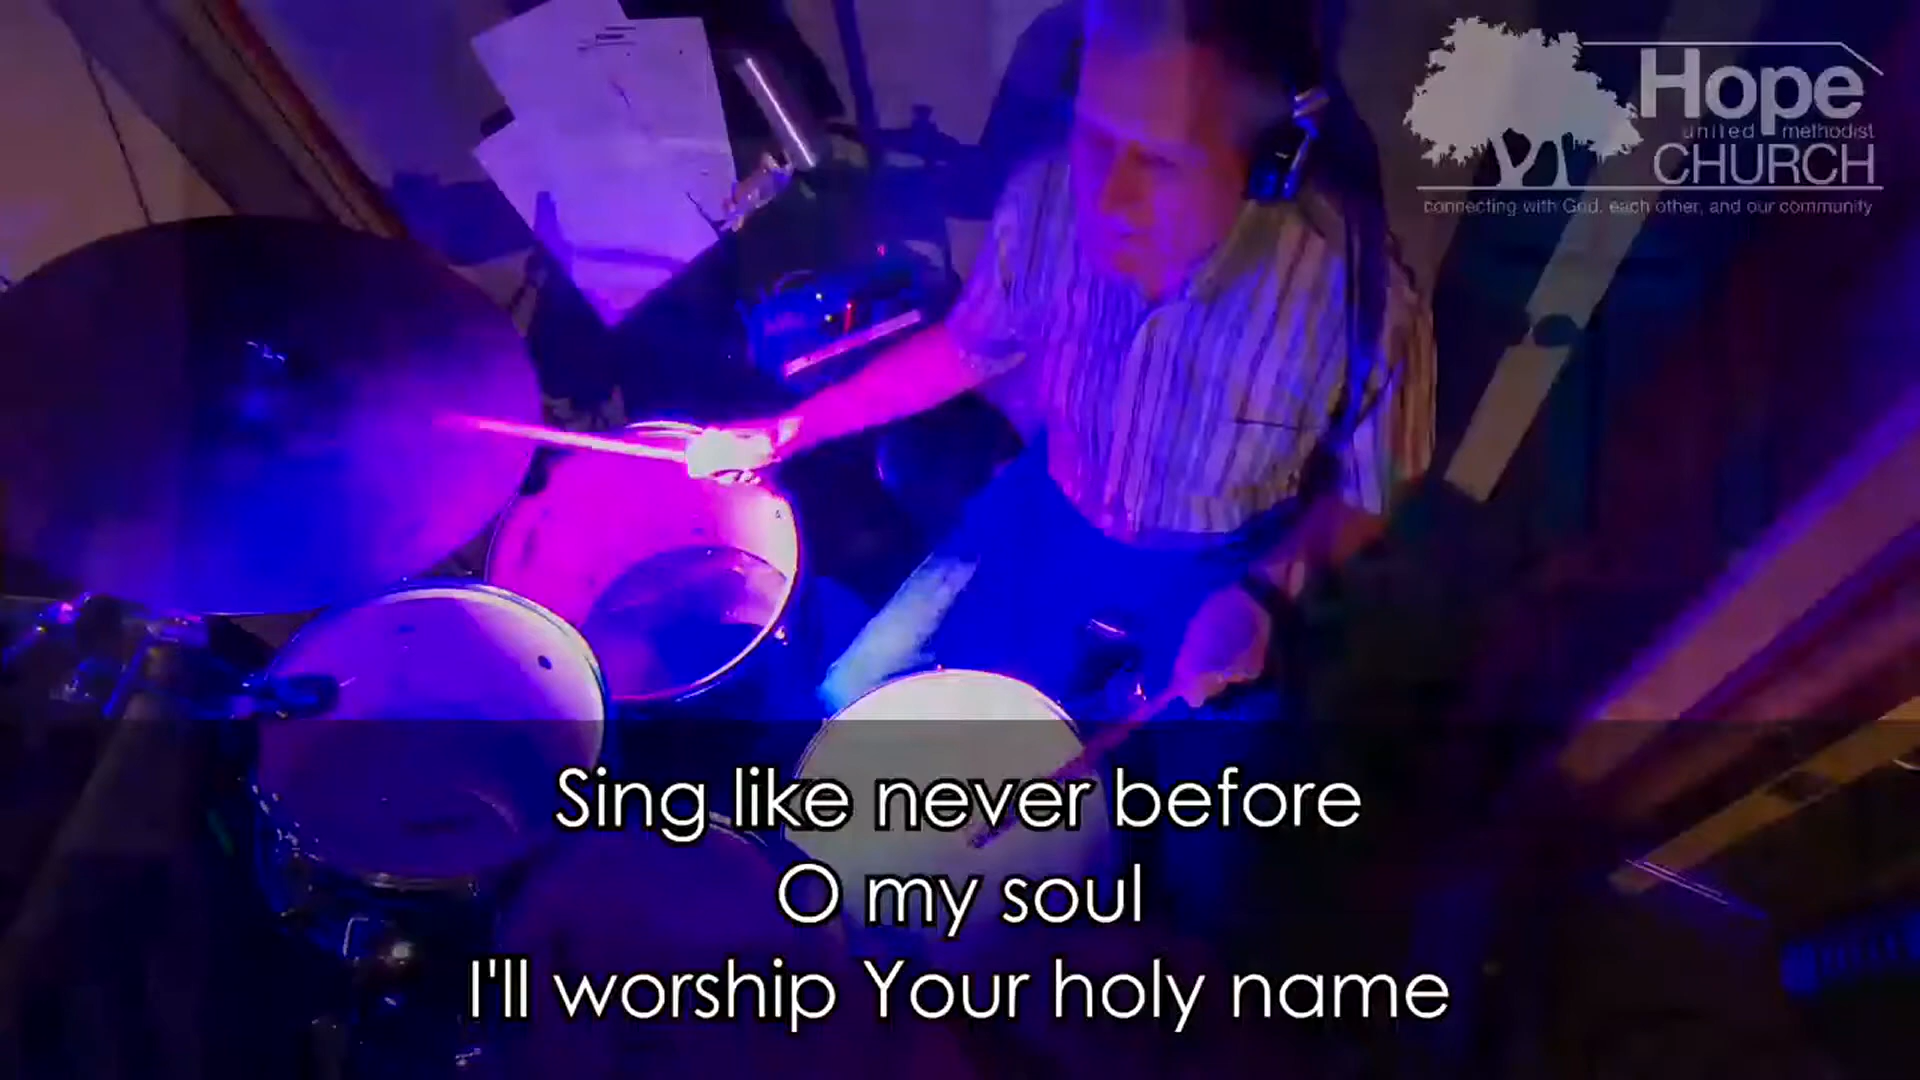 Hope
united methodist
CHURCH
connecting with God, each other, and our community
Sing like never before
O my soul
I'll worship Your holy name